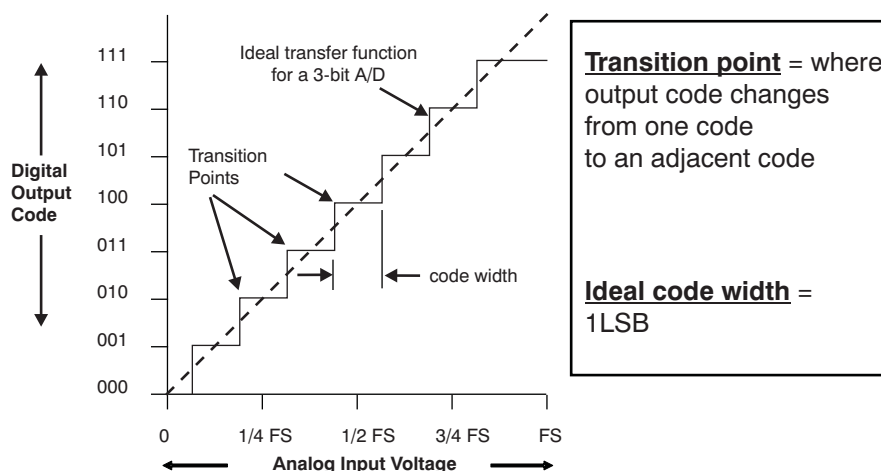 111
110
101
100
011
010
001
000
Digital
Output
Code
Ideal transfer function
for a 3-bit A/D
Transition
Points
code width
0
1/4 FS
1/2 FS
3/4 FS
FS
Analog Input Voltage
Transition point = where
output code changes
from one code
to an adjacent code
Ideal code width =
1LSB